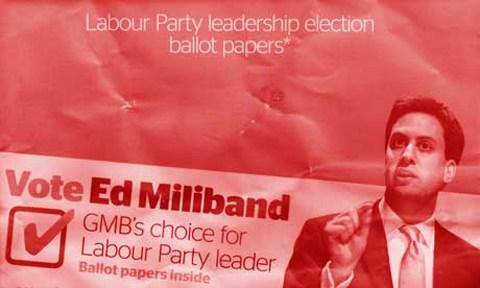 Labour Party leadership election
ballot papers*
Vote Ed Miliband
GMB's choice for
Labour Party leader
Ballot papers inside